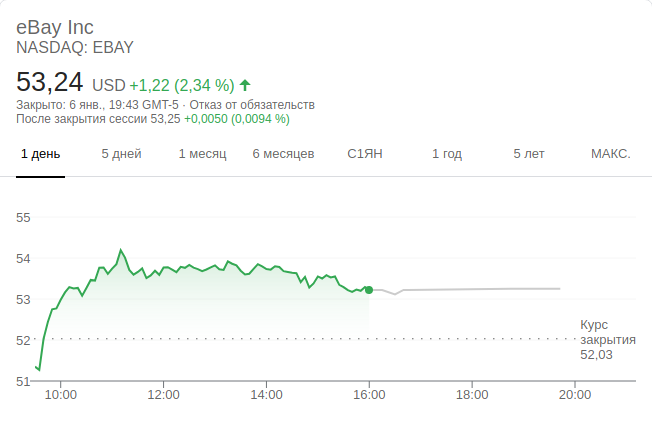 eBay Inc
NASDAQ: EBAY
53,24 USD +1,22 (2,34 %)
Закрыто: 6 янв., 19:43 GMT-5 · Отказ от обязательств
После закрытия сессии 53,25 +0,0050 (0,0094 %)
1 день 5 дней 1 месяц 6 месяцев С1ЯН 1 год 5 лет МАКС.
55
54
53
52
51
Курс
закрытия
52,03
10:00 12:00 14:00 16:00 18:00 20:00